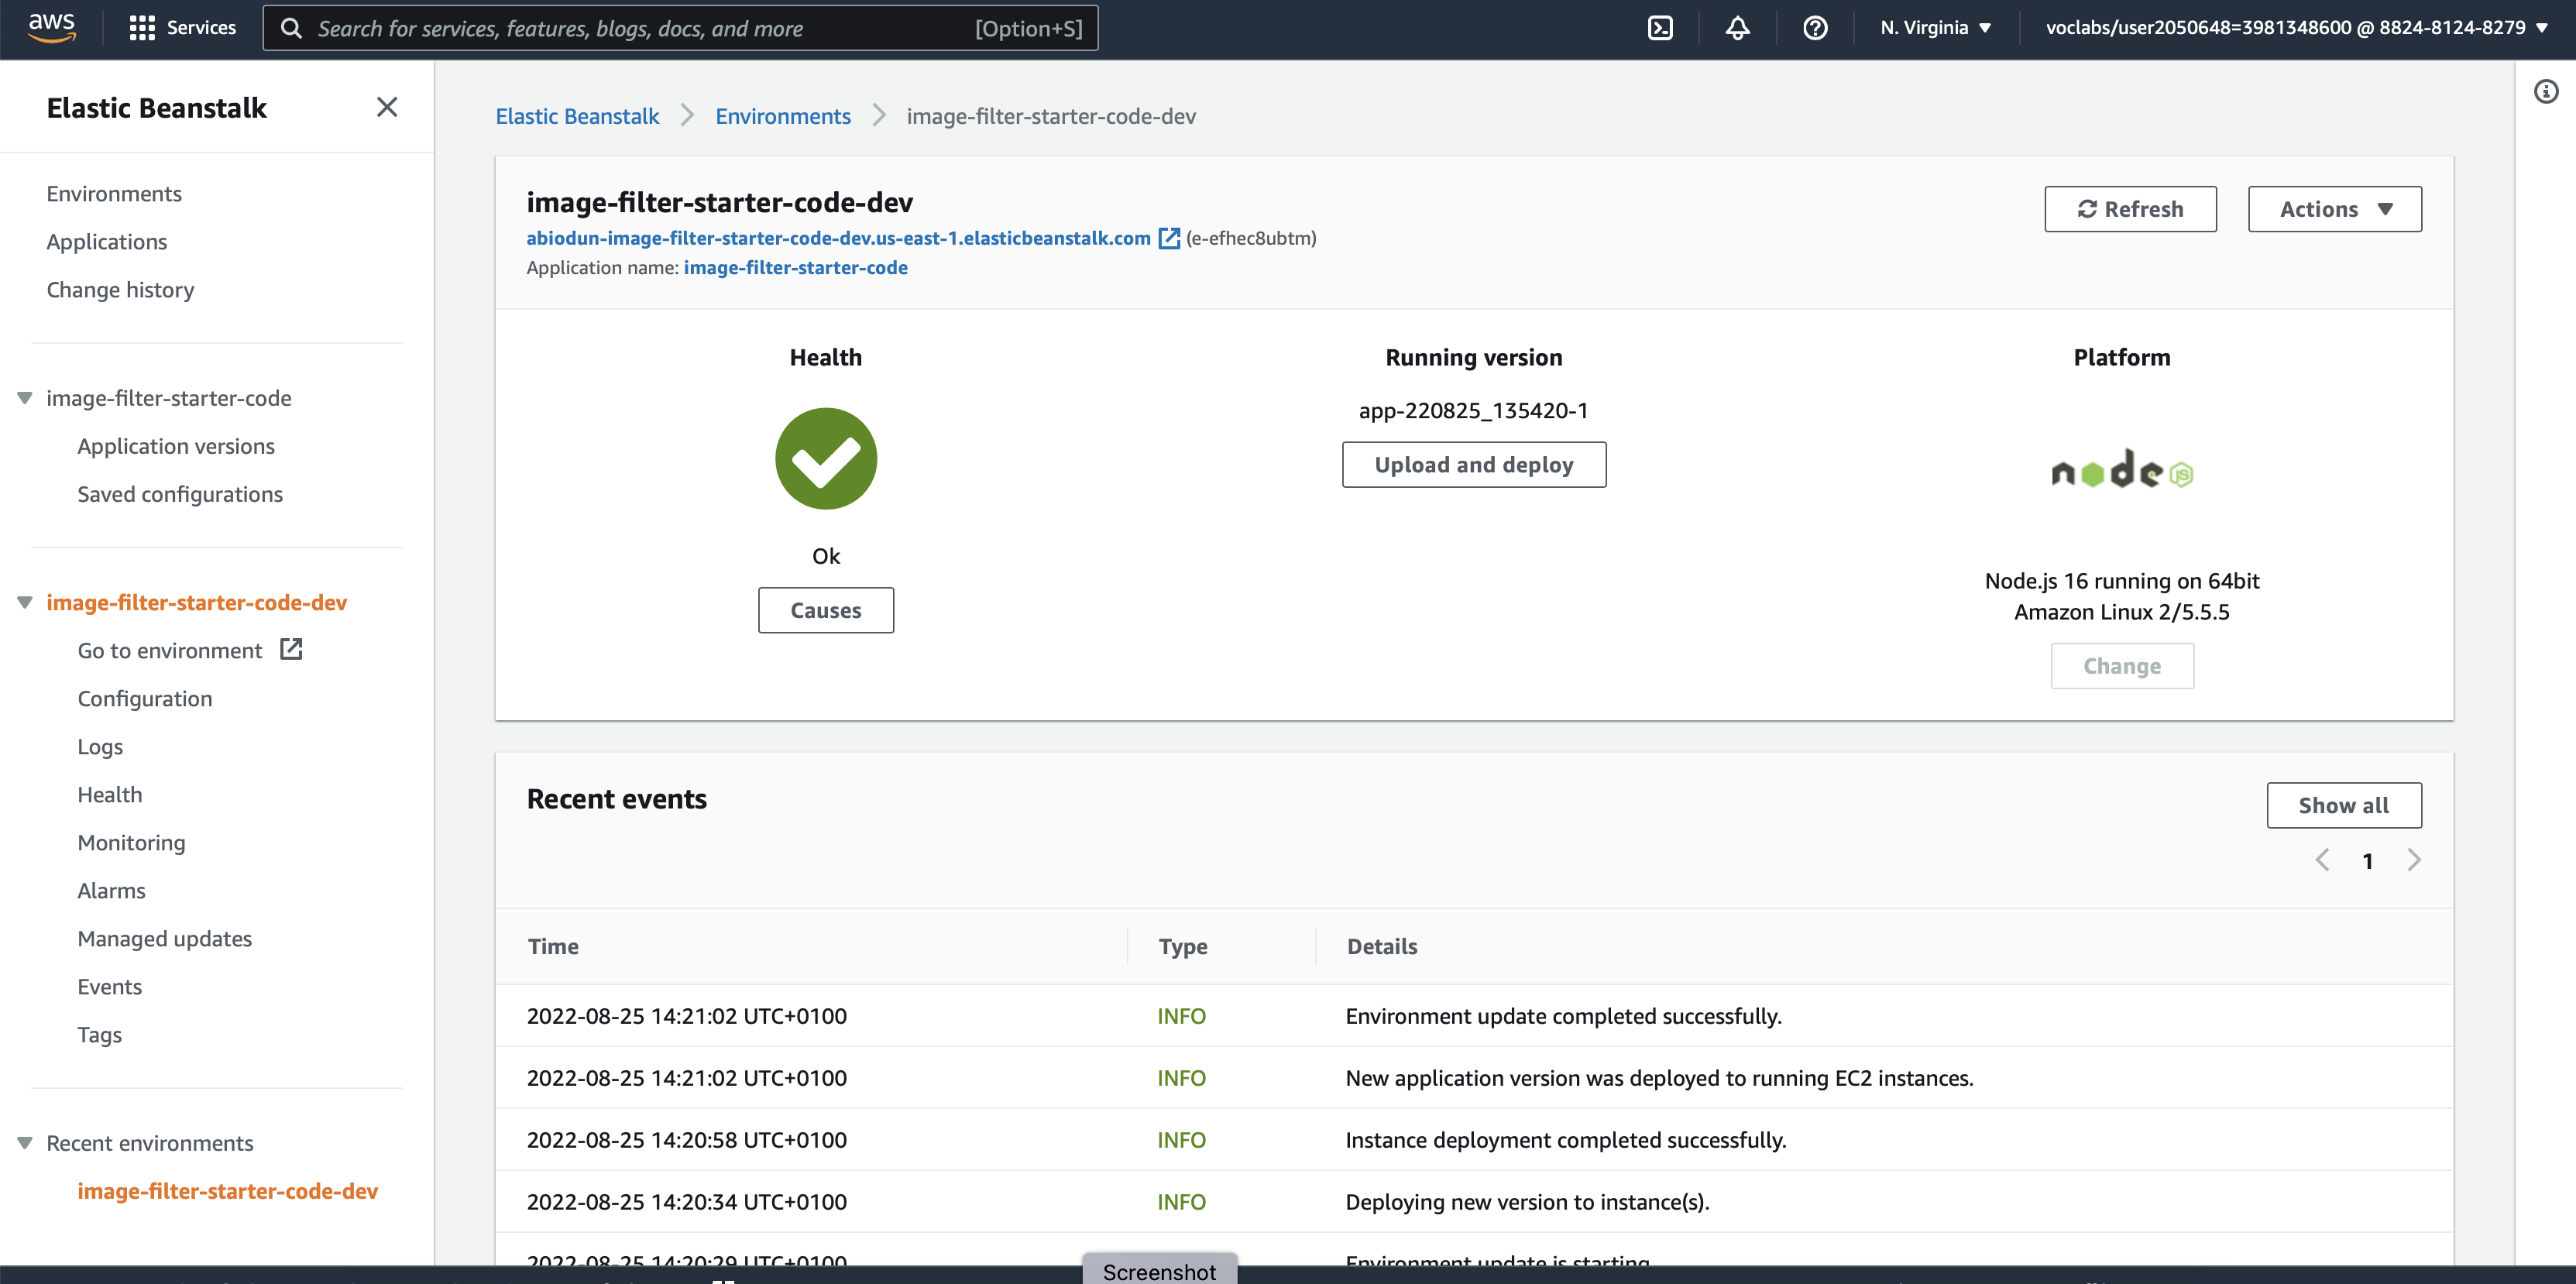 aws
Services
Search for services, features, blogs, docs, and more
[Option+S]
N. Virginia
voclabs/user2050648=3981348600 @ 8824-8124-8279
Elastic Beanstalk
Environments
Applications
Change history
image-filter-starter-code
Application versions
Saved configurations
image-filter-starter-code-dev
Go to environment
Configuration
Logs
Health
Monitoring
Alarms
Managed updates
Events
Tags
Recent environments
image-filter-starter-code-dev
Elastic Beanstalk > Environments > image-filter-starter-code-dev
image-filter-starter-code-dev
abiodun-image-filter-starter-code-dev.us-east-1.elasticbeanstalk.com (e-efhec8ubtm)
Application name: image-filter-starter-code
Refresh
Actions
Health
Ok
Causes
Running version
app-220825_135420-1
Upload and deploy
Platform
node JS
Node.js 16 running on 64bit
Amazon Linux 2/5.5.5
Change
Recent events
Show all
1
Time Type Details
2022-08-25 14:21:02 UTC+0100 INFO Environment update completed successfully.
2022-08-25 14:21:02 UTC+0100 INFO New application version was deployed to running EC2 instances.
2022-08-25 14:20:58 UTC+0100 INFO Instance deployment completed successfully.
2022-08-25 14:20:34 UTC+0100 INFO Deploying new version to instance(s).
2022-08-25 14:20:29 UTC+0100 Environment update is starting.
Screenshot